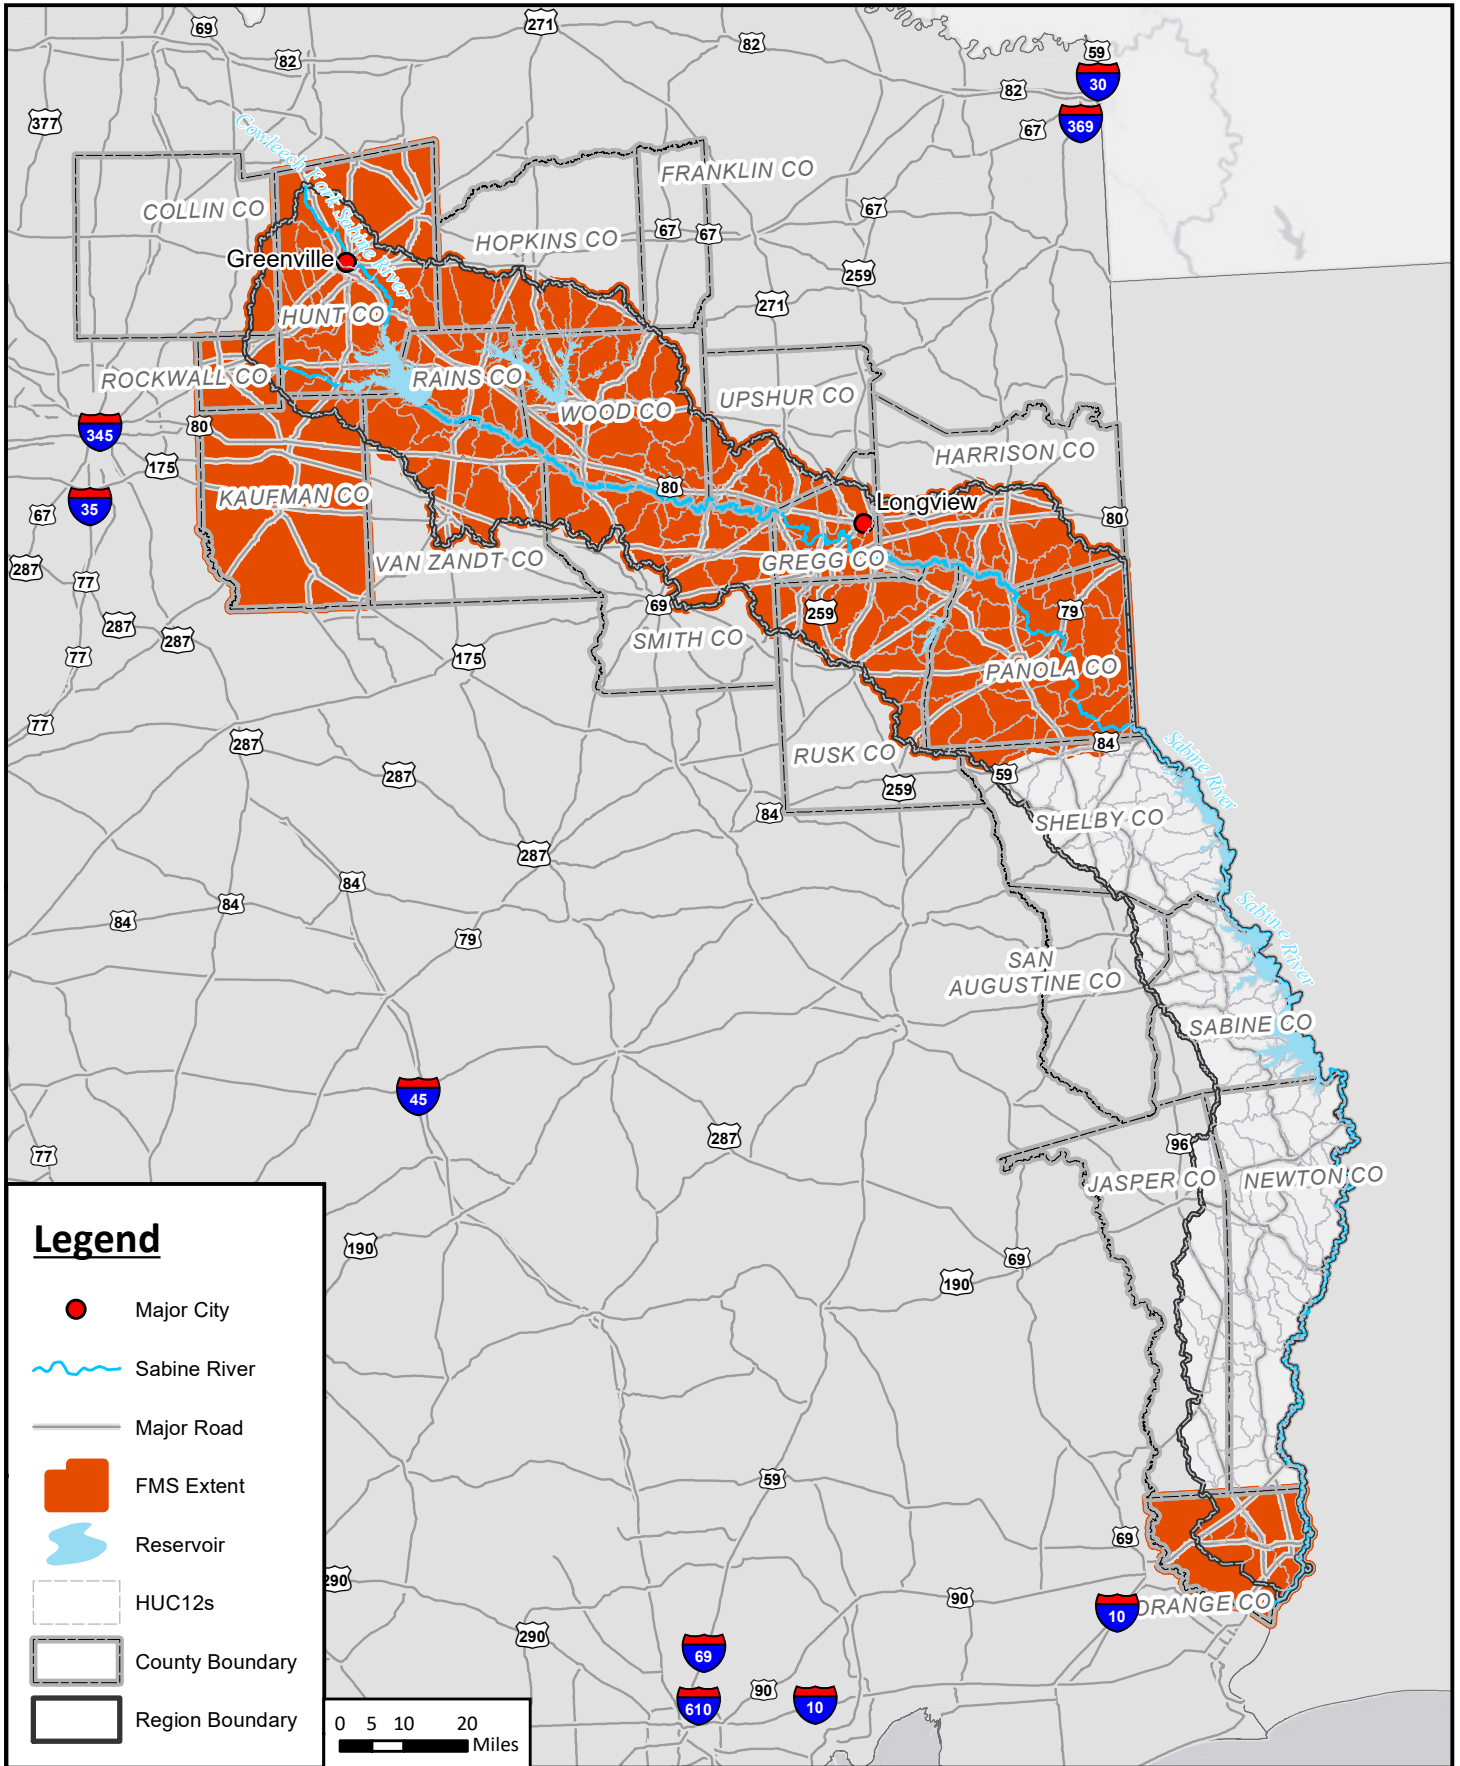 69
271
82
82
59
30
82
369
67
377
Cowleech Fork Sabine River
FRANKLIN CO
COLLIN CO
67
67
67
HOPKINS CO
Greenville
259
271
HUNT CO
ROCKWALL CO
RAINS CO
UPSHUR CO
WOOD CO
80
345
175
HARRISON CO
KAUFMAN CO
80
Longview
35
67
80
VAN ZANDT CO
GREGG CO
287
77
69
259
79
287
287
SMITH CO
77
175
PANOLA CO
77
287
RUSK CO
84
Sabine River
287
59
259
84
SHELBY CO
287
84
84
84
Sabine River
79
SAN
AUGUSTINE CO
SABINE CO
45
287
96
77
JASPER CO
NEWTON CO
190
69
190
59
69
290
90
10
ORANGE CO
290
69
90
610
10
Legend
Major City
Sabine River
Major Road
FMS Extent
Reservoir
HUC12s
County Boundary
Region Boundary
0 5 10 20
Miles